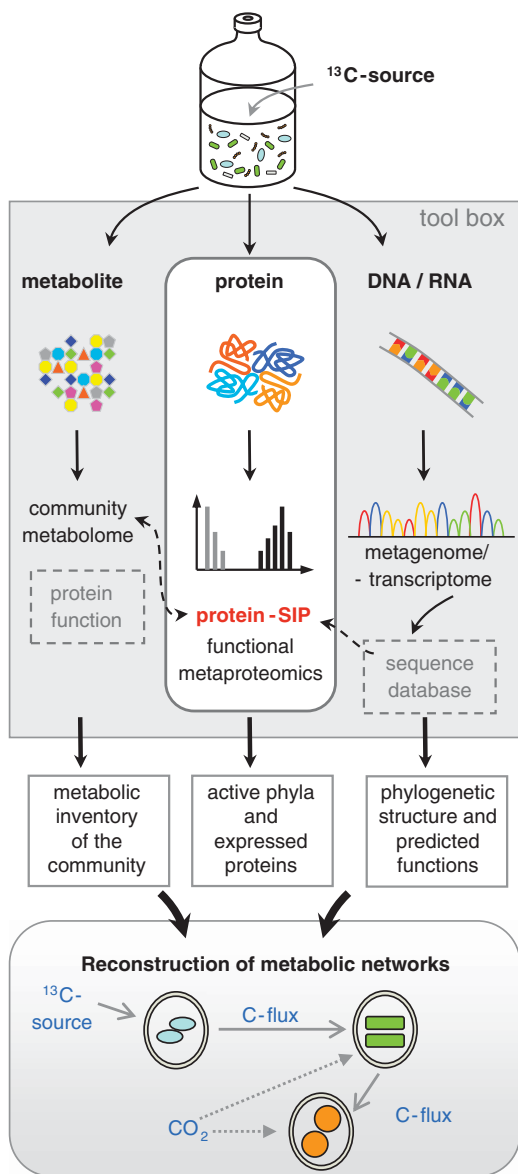 ¹³C-source
tool box
metabolite
protein
DNA / RNA
community
metabolome
protein
function
protein-SIP
functional
metaproteomics
metagenome/
- transcriptome
sequence
database
metabolic
inventory
of the
community
active phyla
and
expressed
proteins
phylogenetic
structure and
predicted
functions
Reconstruction of metabolic networks
¹³C-
source
C-flux
CO₂
C-flux